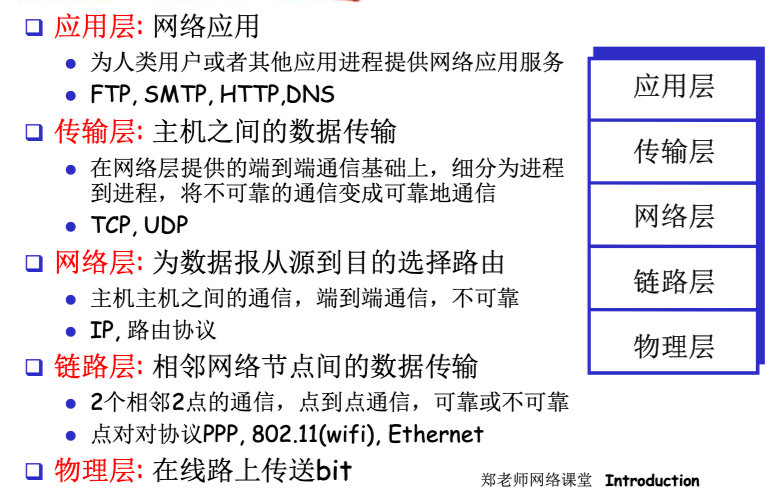 应用层: 网络应用
为人类用户或者其他应用进程提供网络应用服务
FTP, SMTP, HTTP,DNS
传输层: 主机之间的数据传输
在网络层提供的端到端通信基础上，细分为进程
到进程，将不可靠的通信变成可靠地通信
TCP, UDP
网络层: 为数据报从源到目的选择路由
主机主机之间的通信，端到端通信，不可靠
IP, 路由协议
链路层: 相邻网络节点间的数据传输
2个相邻2点的通信，点到点通信，可靠或不可靠
点对对协议PPP, 802.11(wifi), Ethernet
物理层: 在线路上传送bit
应用层
传输层
网络层
链路层
物理层
郑老师网络课堂 Introduction